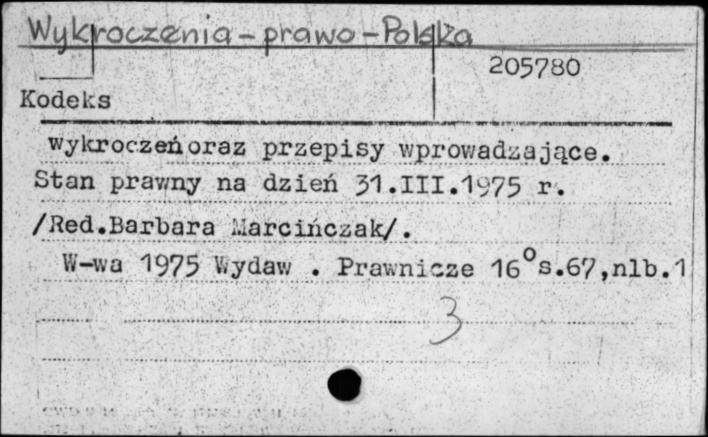 Wykroczenia – prawo – Polska
205780
Kodeks
wykroczeń oraz przepisy wprowadzające.
Stan prawny na dzień 31.III.1975 r.
/Red.Barbara Marcińczak/.
W-wa 1975 Wydaw . Prawnicze 16°s.67,nlb.1
3